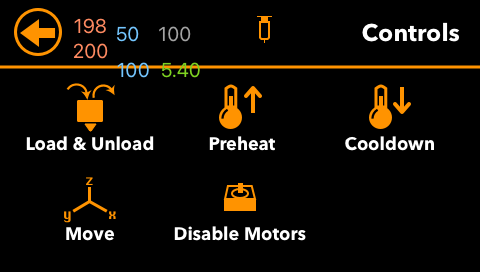 198 50 100 Controls
200
100 5.40
Load & Unload Preheat Cooldown
z
y x
Move Disable Motors